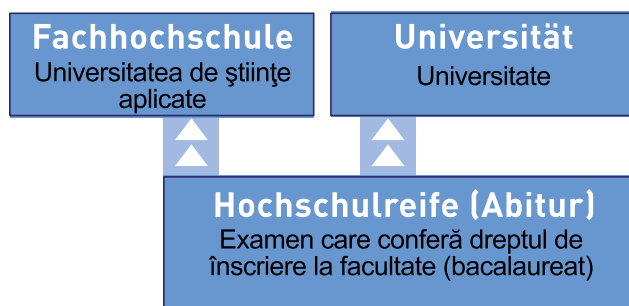 Fachhochschule
Universitatea de ştiinţe
aplicate
Universität
Universitate
Hochschulreife (Abitur)
Examen care conferă dreptul de
înscriere la facultate (bacalaureat)